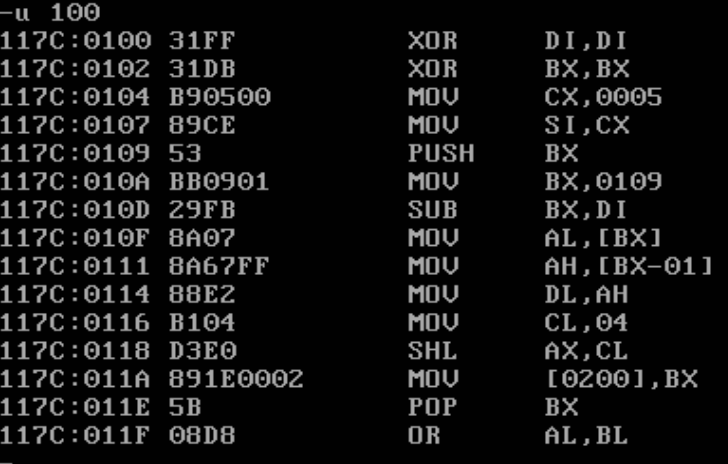 -u 100
117C:0100 31FF XOR DI,DI
117C:0102 31DB XOR BX,BX
117C:0104 B90500 MOV CX,0005
117C:0107 89CE MOV SI,CX
117C:0109 53 PUSH BX
117C:010A BB0901 MOV BX,0109
117C:010D 29FB SUB BX,DI
117C:010F 8A07 MOV AL,[BX]
117C:0111 8A67FF MOV AH,[BX-01]
117C:0114 88E2 MOV DL,AH
117C:0116 B104 MOV CL,04
117C:0118 D3E0 SHL AX,CL
117C:011A 891E0002 MOV [0200],BX
117C:011E 5B POP BX
117C:011F 08D8 OR AL,BL